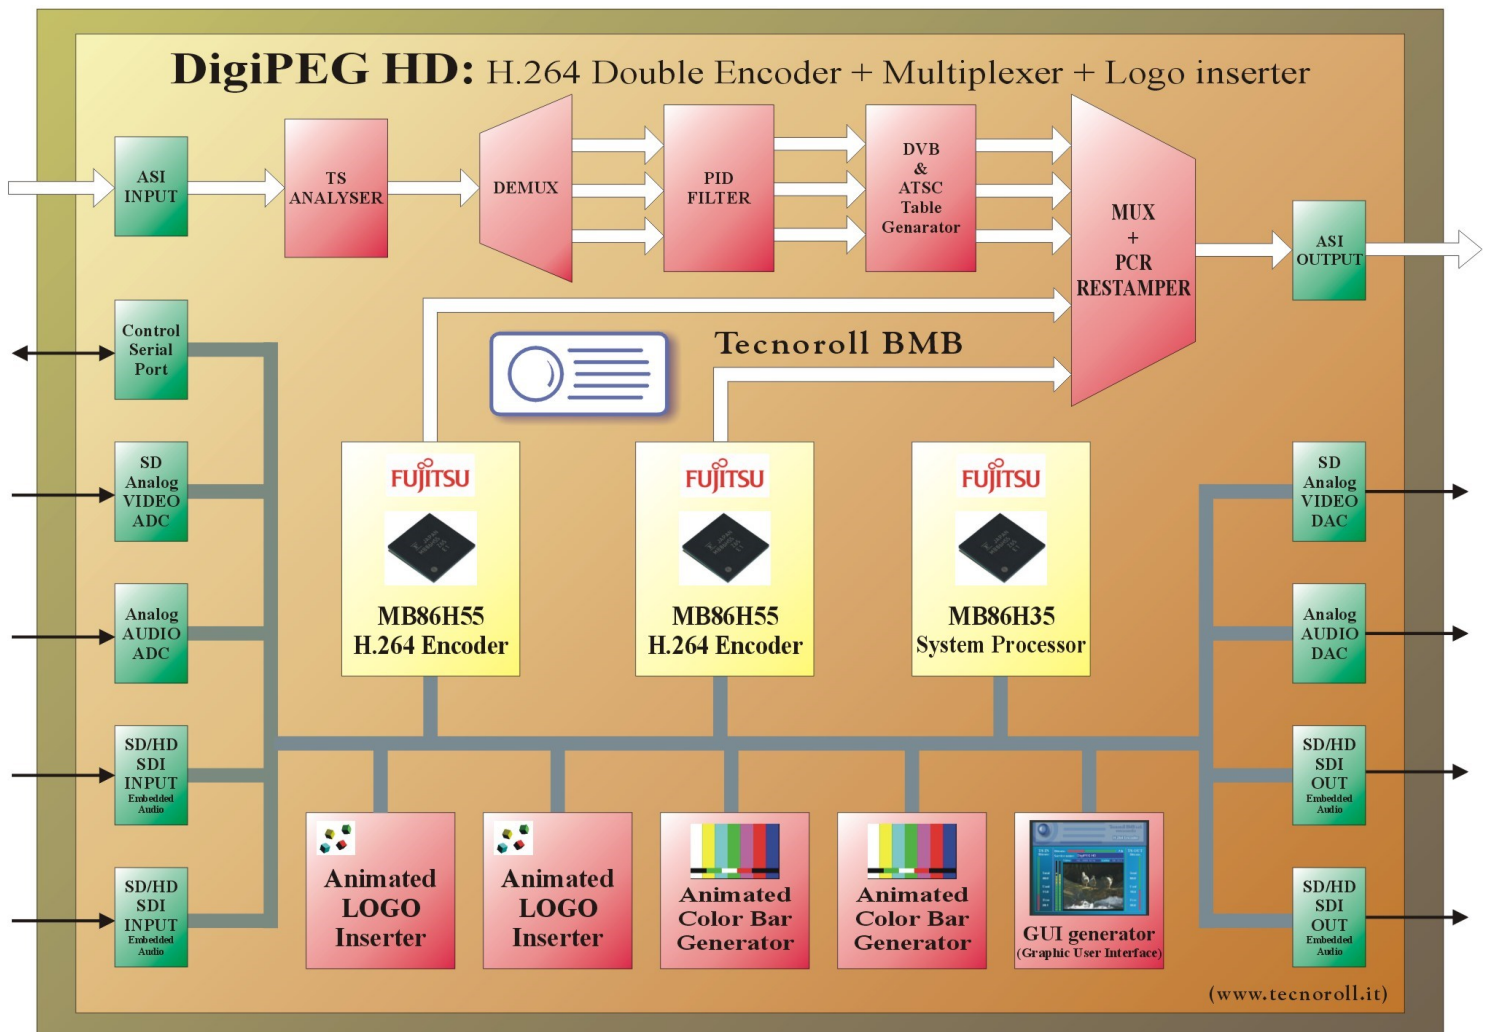 DigiPEG HD: H.264 Double Encoder + Multiplexer + Logo inserter
ASI
INPUT
TS
ANALYSER
DEMUX
PID
FILTER
DVB
&
ATSC
Table
Genarator
MUX
+
PCR
RESTAMPER
ASI
OUTPUT
Control
Serial
Port
Tecnoroll BMB
SD
Analog
VIDEO
ADC
FUJITSU
MB86H55
H.264 Encoder
FUJITSU
MB86H55
H.264 Encoder
FUJITSU
MB86H35
System Processor
SD
Analog
VIDEO
DAC
Analog
AUDIO
ADC
Analog
AUDIO
DAC
SD/HD
SDI
INPUT
Embedded
Audio
SD/HD
SDI
OUT
Embedded
Audio
SD/HD
SDI
INPUT
Embedded
Audio
Animated
LOGO
Inserter
Animated
LOGO
Inserter
Animated
Color Bar
Generator
Animated
Color Bar
Generator
GUI generator
(Graphic User Interface)
SD/HD
SDI
OUT
Embedded
Audio
(www.tecnoroll.it)